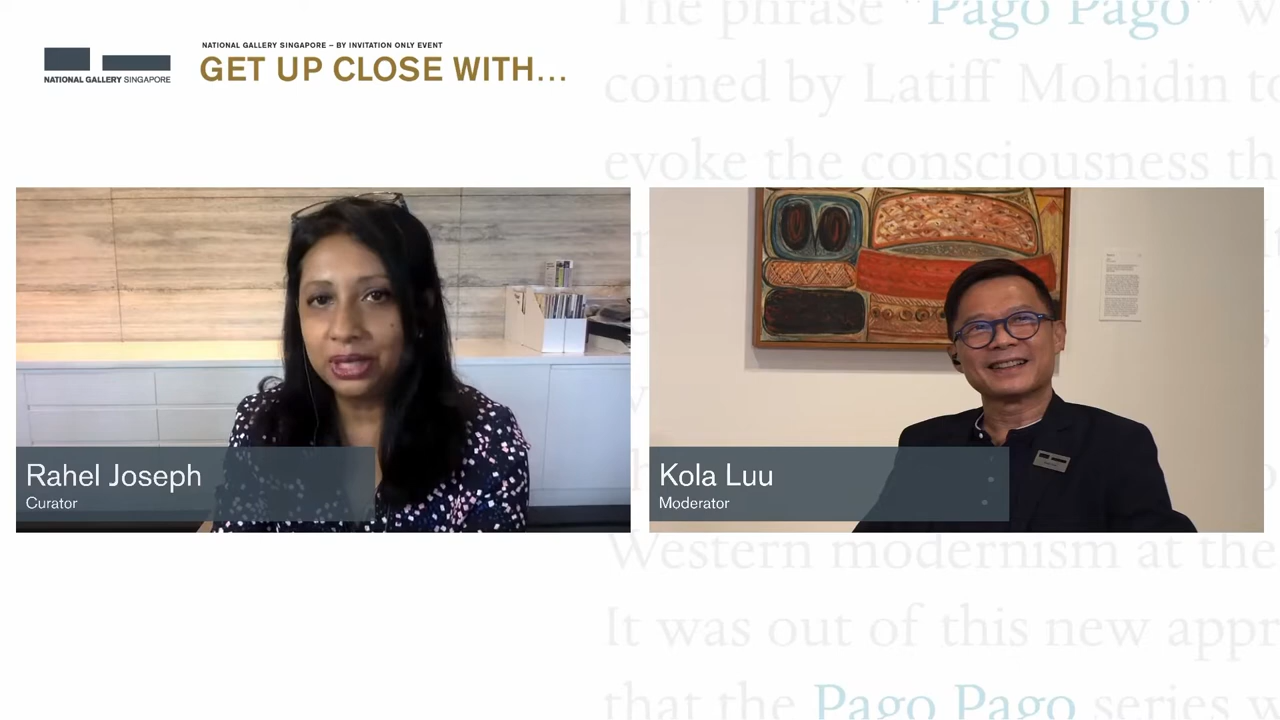 The phrase "Pago Pago" w
NATIONAL GALLERY SINGAPORE – BY INVITATION ONLY EVENT
GET UP CLOSE WITH...
NATIONAL GALLERY SINGAPORE
coined by Latiff Mohidin to
evoke the consciousness th
Rahel Joseph
Curator
Kola Luu
Moderator
Western modernism at the
It was out of this new appr
that the Pago Pago series w